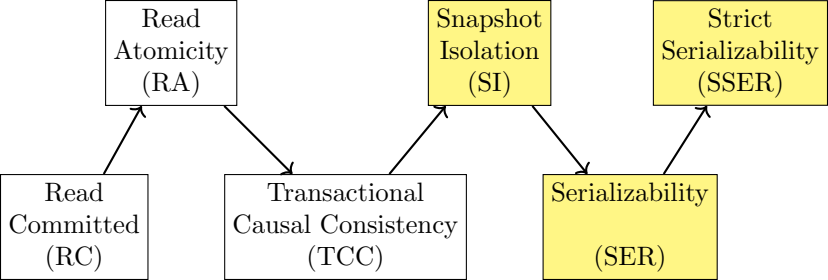 Read
Atomicity
(RA)
Snapshot
Isolation
(SI)
Strict
Serializability
(SSER)
Read
Committed
(RC)
Transactional
Causal Consistency
(TCC)
Serializability
(SER)